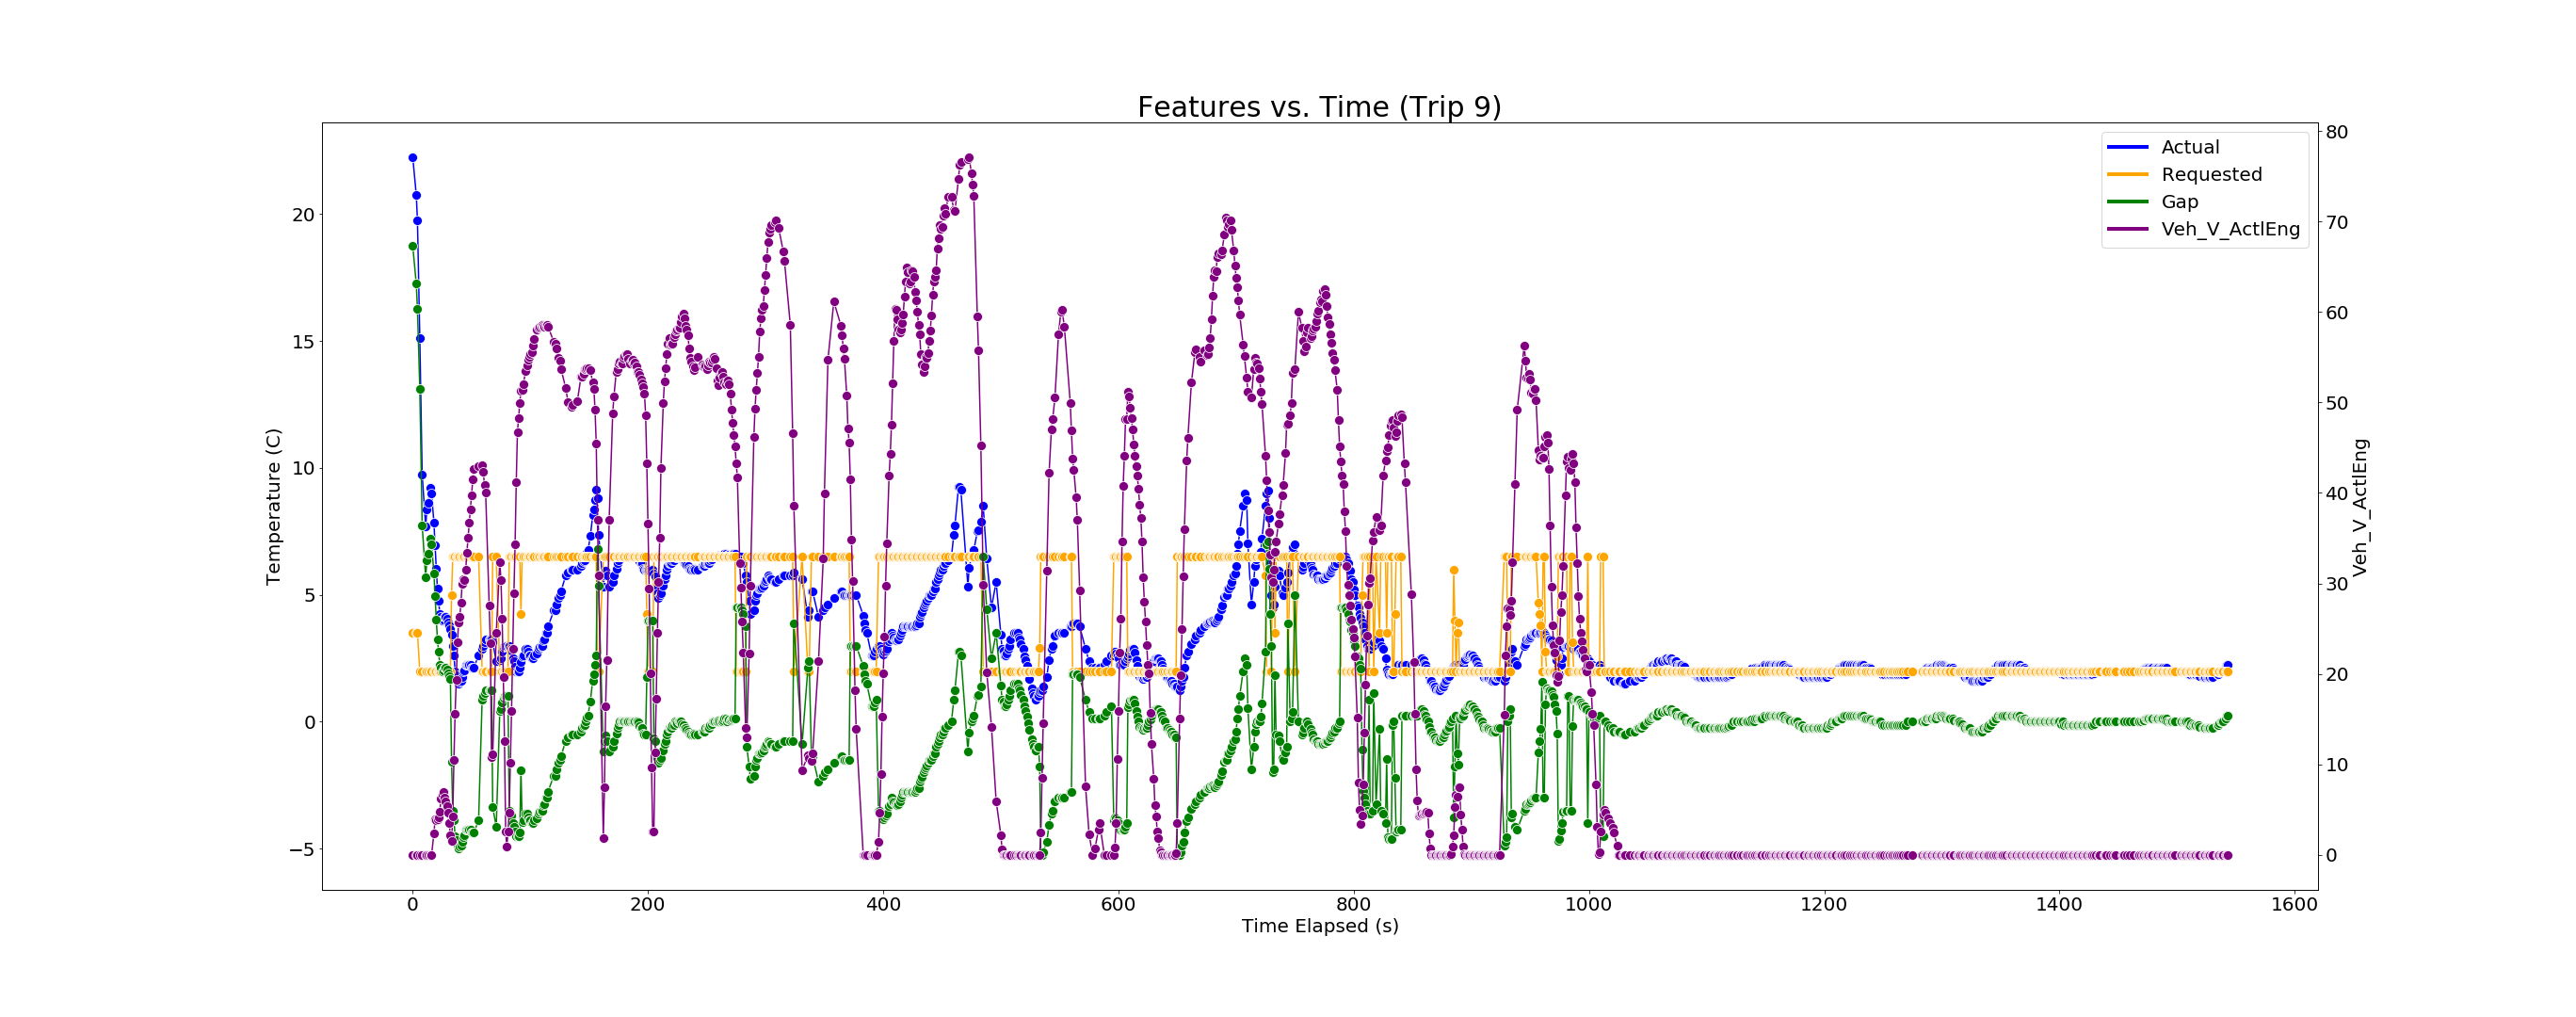 Features vs. Time (Trip 9)
Actual
Requested
Gap
Veh_V_ActlEng
Temperature (C)
20
15
10
5
0
−5
80
70
60
50
40
30
20
10
0
Veh_V_ActlEng
0 200 400 600 800 1000 1200 1400 1600
Time Elapsed (s)